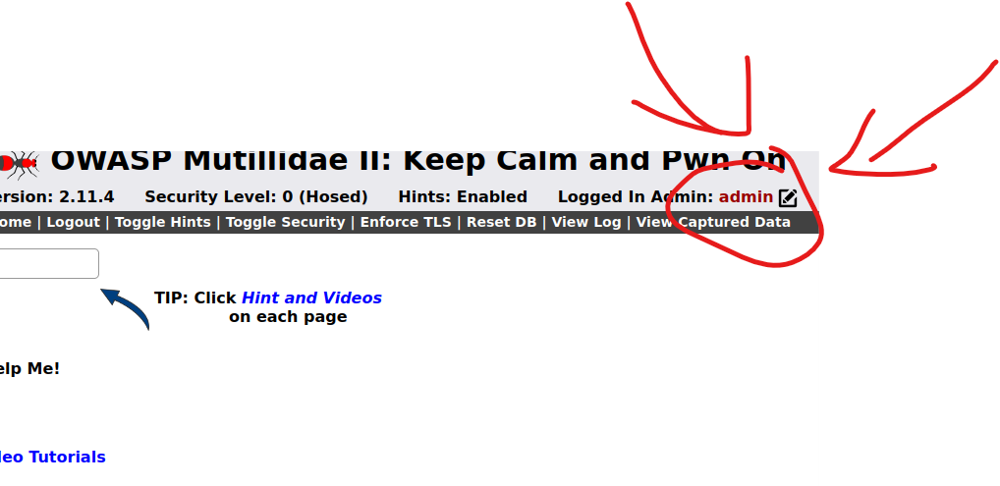 OWASP Mutillidae II: Keep Calm and Pwn On
ersion: 2.11.4 Security Level: 0 (Hosed) Hints: Enabled Logged In Admin: admin
ome | Logout | Toggle Hints | Toggle Security | Enforce TLS | Reset DB | View Log | View Captured Data
TIP: Click Hint and Videos
on each page
elp Me!
eo Tutorials